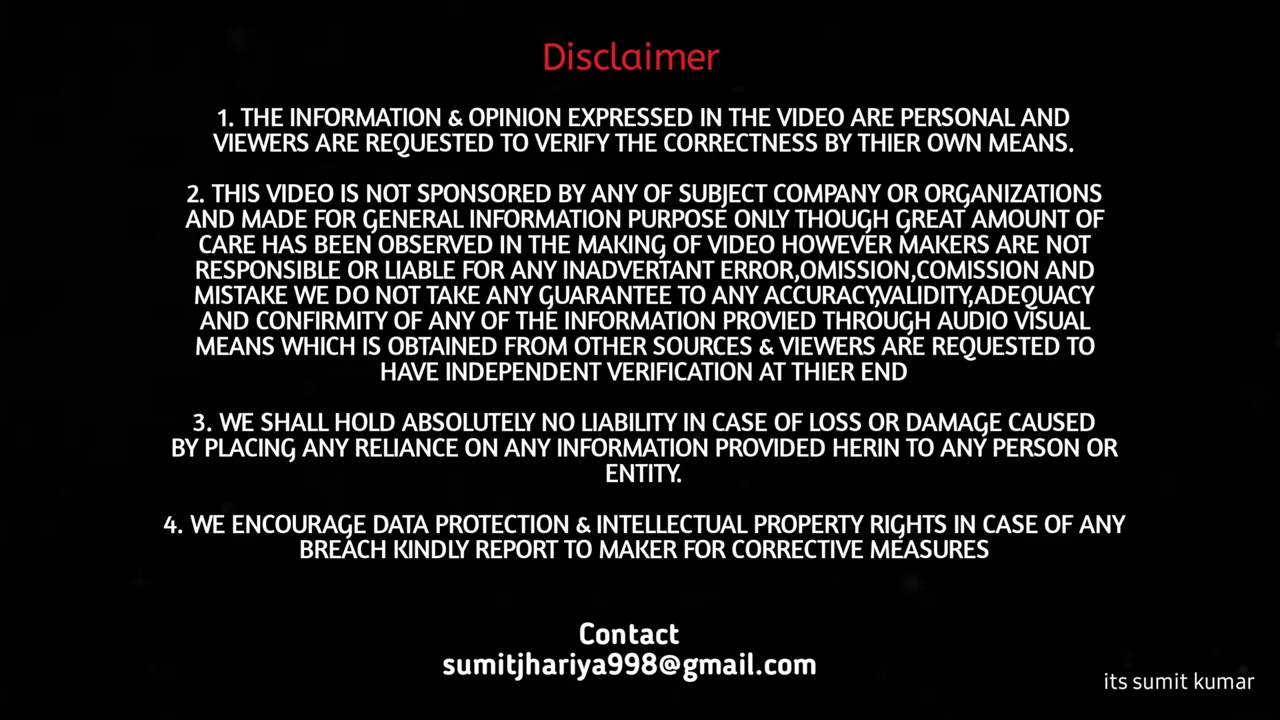 Disclaimer
1. THE INFORMATION & OPINION EXPRESSED IN THE VIDEO ARE PERSONAL AND
VIEWERS ARE REQUESTED TO VERIFY THE CORRECTNESS BY THIER OWN MEANS.
2. THIS VIDEO IS NOT SPONSORED BY ANY OF SUBJECT COMPANY OR ORGANIZATIONS
AND MADE FOR GENERAL INFORMATION PURPOSE ONLY THOUGH GREAT AMOUNT OF
CARE HAS BEEN OBSERVED IN THE MAKING OF VIDEO HOWEVER MAKERS ARE NOT
RESPONSIBLE OR LIABLE FOR ANY INADVERTANT ERROR,OMISSION,COMISSION AND
MISTAKE WE DO NOT TAKE ANY GUARANTEE TO ANY ACCURACY,VALIDITY,ADEQUACY
AND CONFIRMITY OF ANY OF THE INFORMATION PROVIED THROUGH AUDIO VISUAL
MEANS WHICH IS OBTAINED FROM OTHER SOURCES & VIEWERS ARE REQUESTED TO
HAVE INDEPENDENT VERIFICATION AT THIER END
3. WE SHALL HOLD ABSOLUTELY NO LIABILITY IN CASE OF LOSS OR DAMAGE CAUSED
BY PLACING ANY RELIANCE ON ANY INFORMATION PROVIDED HERIN TO ANY PERSON OR
ENTITY.
4. WE ENCOURAGE DATA PROTECTION & INTELLECTUAL PROPERTY RIGHTS IN CASE OF ANY
BREACH KINDLY REPORT TO MAKER FOR CORRECTIVE MEASURES
Contact
sumitjhariya998@gmail.com
its sumit kumar